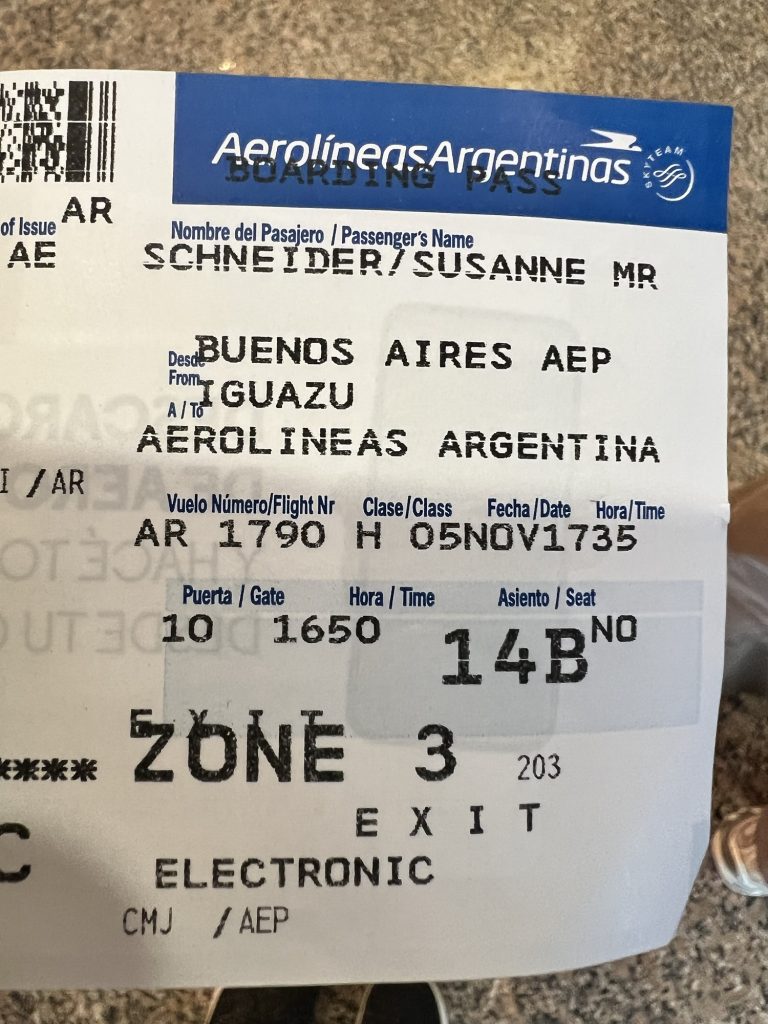 AerolíneasArgentinas
BOARDING PASS
SKYTEAM
AR
of Issue
Nombre del Pasajero / Passenger's Name
AE
SCHNEIDER/SUSANNE MR
Desde
BUENOS AIRES AEP
From
IGUAZU
A / To
AEROLINEAS ARGENTINA
I /AR
Vuelo Número/Flight Nr Clase/Class Fecha/Date Hora/Time
AR 1790 H 05NOV1735
Puerta / Gate Hora / Time Asiento / Seat
10 1650 14B NO
EXIT
**** ZONE 3 203
E X I T
C
ELECTRONIC
CMJ /AEP